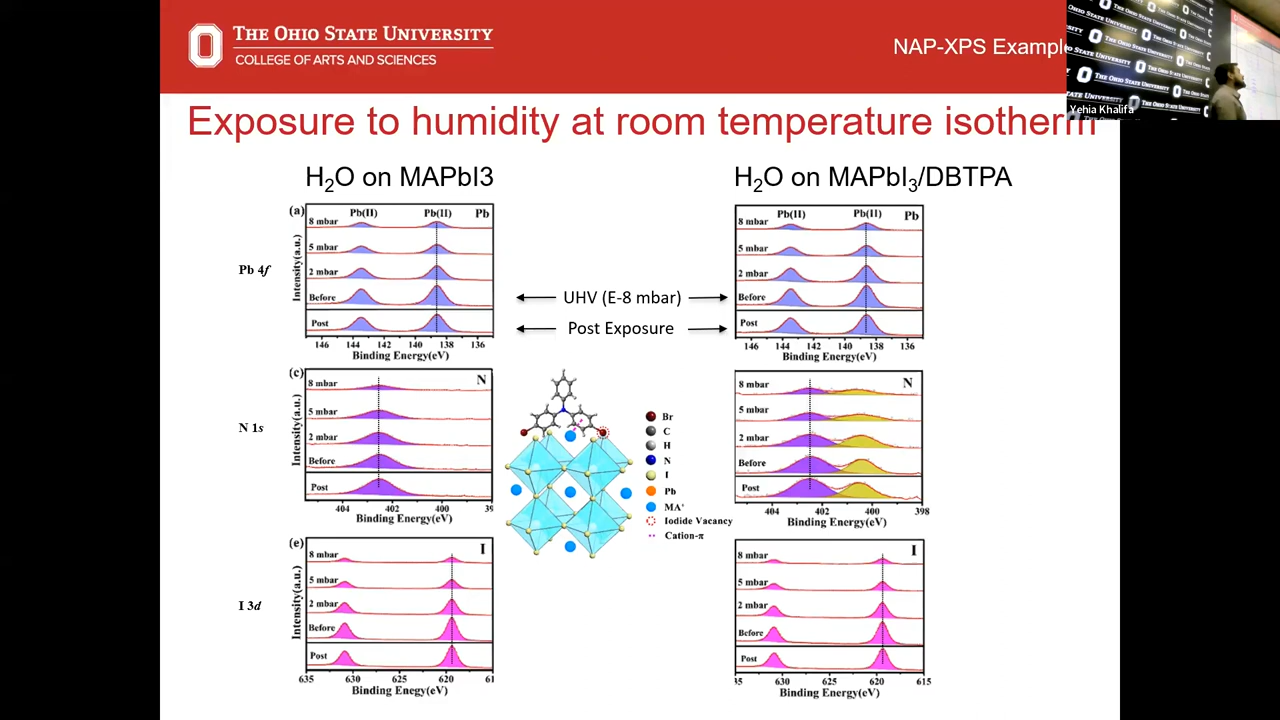 THE OHIO STATE UNIVERSITY
COLLEGE OF ARTS AND SCIENCES
NAP-XPS Exampl
Yehia Khalifa
Exposure to humidity at room temperature isotherm
H2O on MAPbI3
H2O on MAPbI3/DBTPA
(a)
Pb(II) Pb(II) Pb
8 mbar
5 mbar
2 mbar
Before
Post
Intensity(a.u.)
146 144 142 140 138 136
Binding Energy(eV)
Pb 4f
UHV (E-8 mbar)
Post Exposure
Pb(II) Pb(II) Pb
8 mbar
5 mbar
2 mbar
Before
Post
146 144 142 140 138 136
Binding Energy(eV)
(c)
N
8 mbar
5 mbar
2 mbar
Before
Post
Intensity(a.u.)
404 402 400 39
Binding Energy(eV)
N 1s
Br
C
H
N
I
Pb
MA+
Iodide Vacancy
Cation-π
N
8 mbar
5 mbar
2 mbar
Before
Post
404 402 400 398
Binding Energy(eV)
(e)
I
8 mbar
5 mbar
2 mbar
Before
Post
Intensity(a.u.)
635 630 625 620 61
Binding Enegy(eV)
I 3d
I
8 mbar
5 mbar
2 mbar
Before
Post
35 630 625 620 615
Binding Energy(eV)